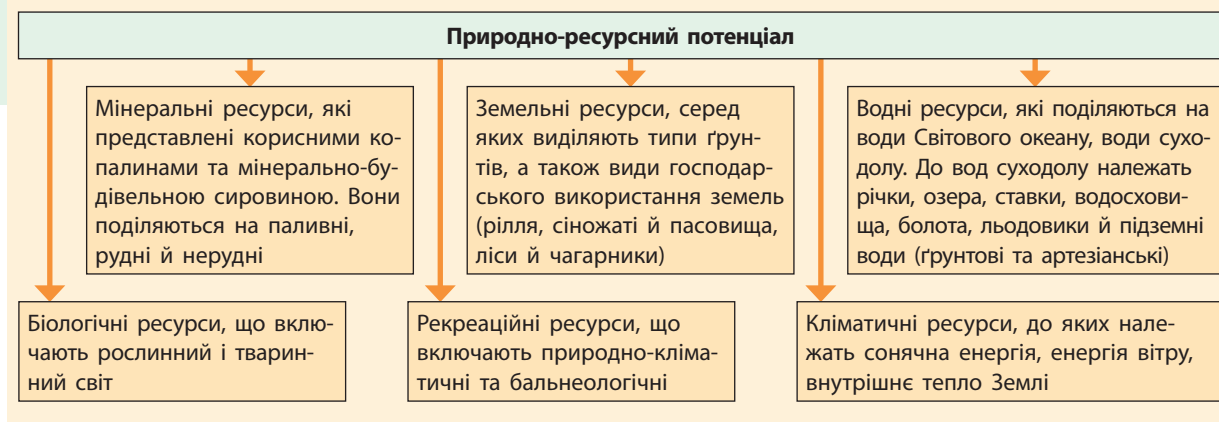 Природно-ресурсний потенціал
Мінеральні ресурси, які
представлені корисними ко-
палинами та мінерально-бу-
дівельною сировиною. Вони
поділяються на паливні,
рудні й нерудні
Земельні ресурси, серед
яких виділяють типи ґрун-
тів, а також види господар-
ського використання земель
(рілля, сіножаті й пасовища,
ліси й чагарники)
Водні ресурси, які поділяються на
води Світового океану, води сухо-
долу. До вод суходолу належать
річки, озера, ставки, водосхови-
ща, болота, льодовики й підземні
води (ґрунтові та артезіанські)
Біологічні ресурси, що вклю-
чають рослинний і тварин-
ний світ
Рекреаційні ресурси, що
включають природно-кліма-
тичні та бальнеологічні
Кліматичні ресурси, до яких нале-
жать сонячна енергія, енергія вітру,
внутрішнє тепло Землі